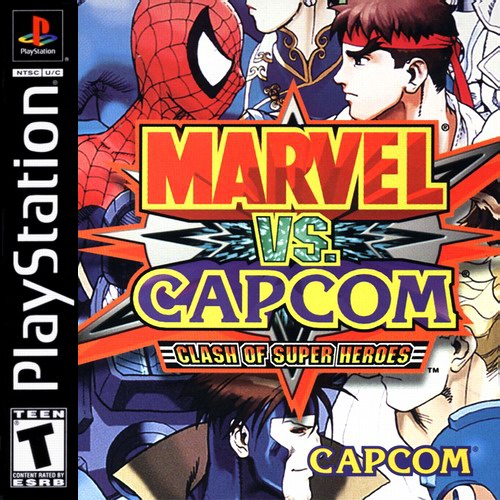 PlayStation
NTSC U/C
PlayStation
MARVEL
VS.
CAPCOM
CLASH OF SUPER HEROES
TM
TEEN
T
CONTENT RATED BY
ESRB
CAPCOM